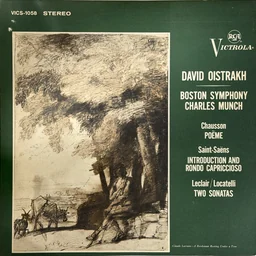 VICS-1058 STEREO
RCA
VICTROLA
DAVID OISTRAKH
BOSTON SYMPHONY
CHARLES MUNCH
Chausson
POÈME
Saint-Saëns
INTRODUCTION AND
RONDO CAPRICCIOSO
Leclair / Locatelli
TWO SONATAS